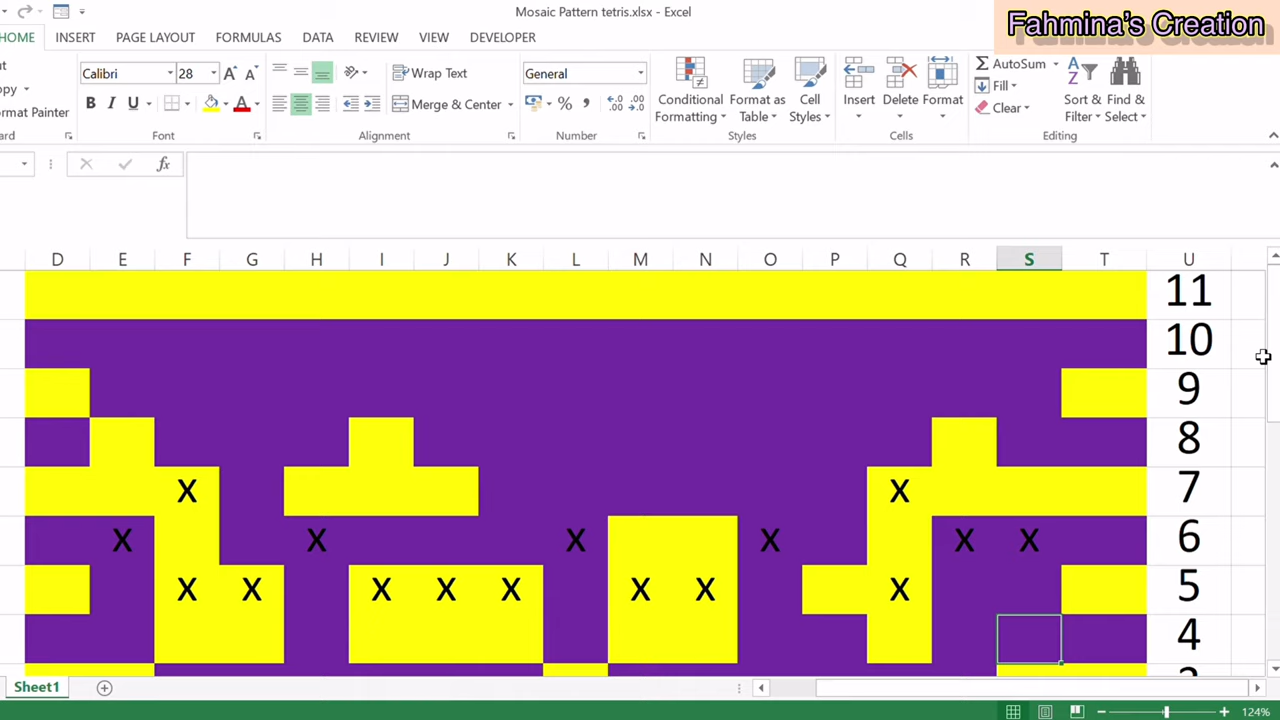 Mosaic Pattern tetris.xlsx - Excel
Fahmina's Creation
HOME INSERT PAGE LAYOUT FORMULAS DATA REVIEW VIEW DEVELOPER
Calibri 28 A A Wrap Text General AutoSum
Fill
B I U A Merge & Center % , Conditional Formatting Format as Table Cell Styles Insert Delete Format Clear Sort & Filter Find & Select
Format Painter
Font Alignment Number Styles Cells Editing
fx
D E F G H I J K L M N O P Q R S T U
11
10
9
8
X X 7
X X X X X X 6
X X X X X X X X 5
4
Sheet1
124%